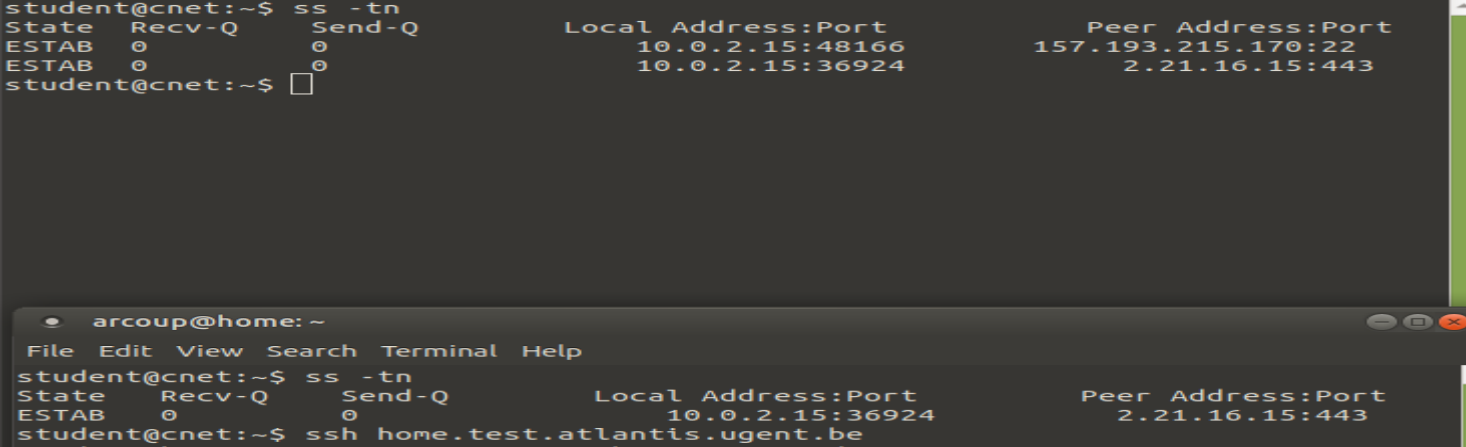 student@cnet:~$ ss -tn
State Recv-Q Send-Q Local Address:Port Peer Address:Port
ESTAB 0 0 10.0.2.15:48166 157.193.215.170:22
ESTAB 0 0 10.0.2.15:36924 2.21.16.15:443
student@cnet:~$
arcoup@home: ~
File Edit View Search Terminal Help
student@cnet:~$ ss -tn
State Recv-Q Send-Q Local Address:Port Peer Address:Port
ESTAB 0 0 10.0.2.15:36924 2.21.16.15:443
student@cnet:~$ ssh home.test.atlantis.ugent.be